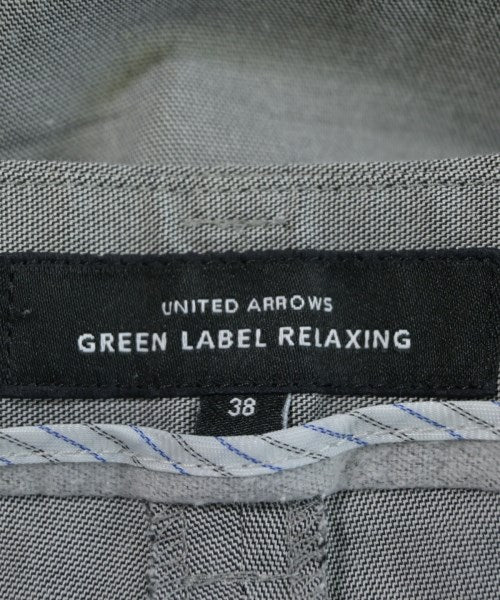 UNITED ARROWS
GREEN LABEL RELAXING
38